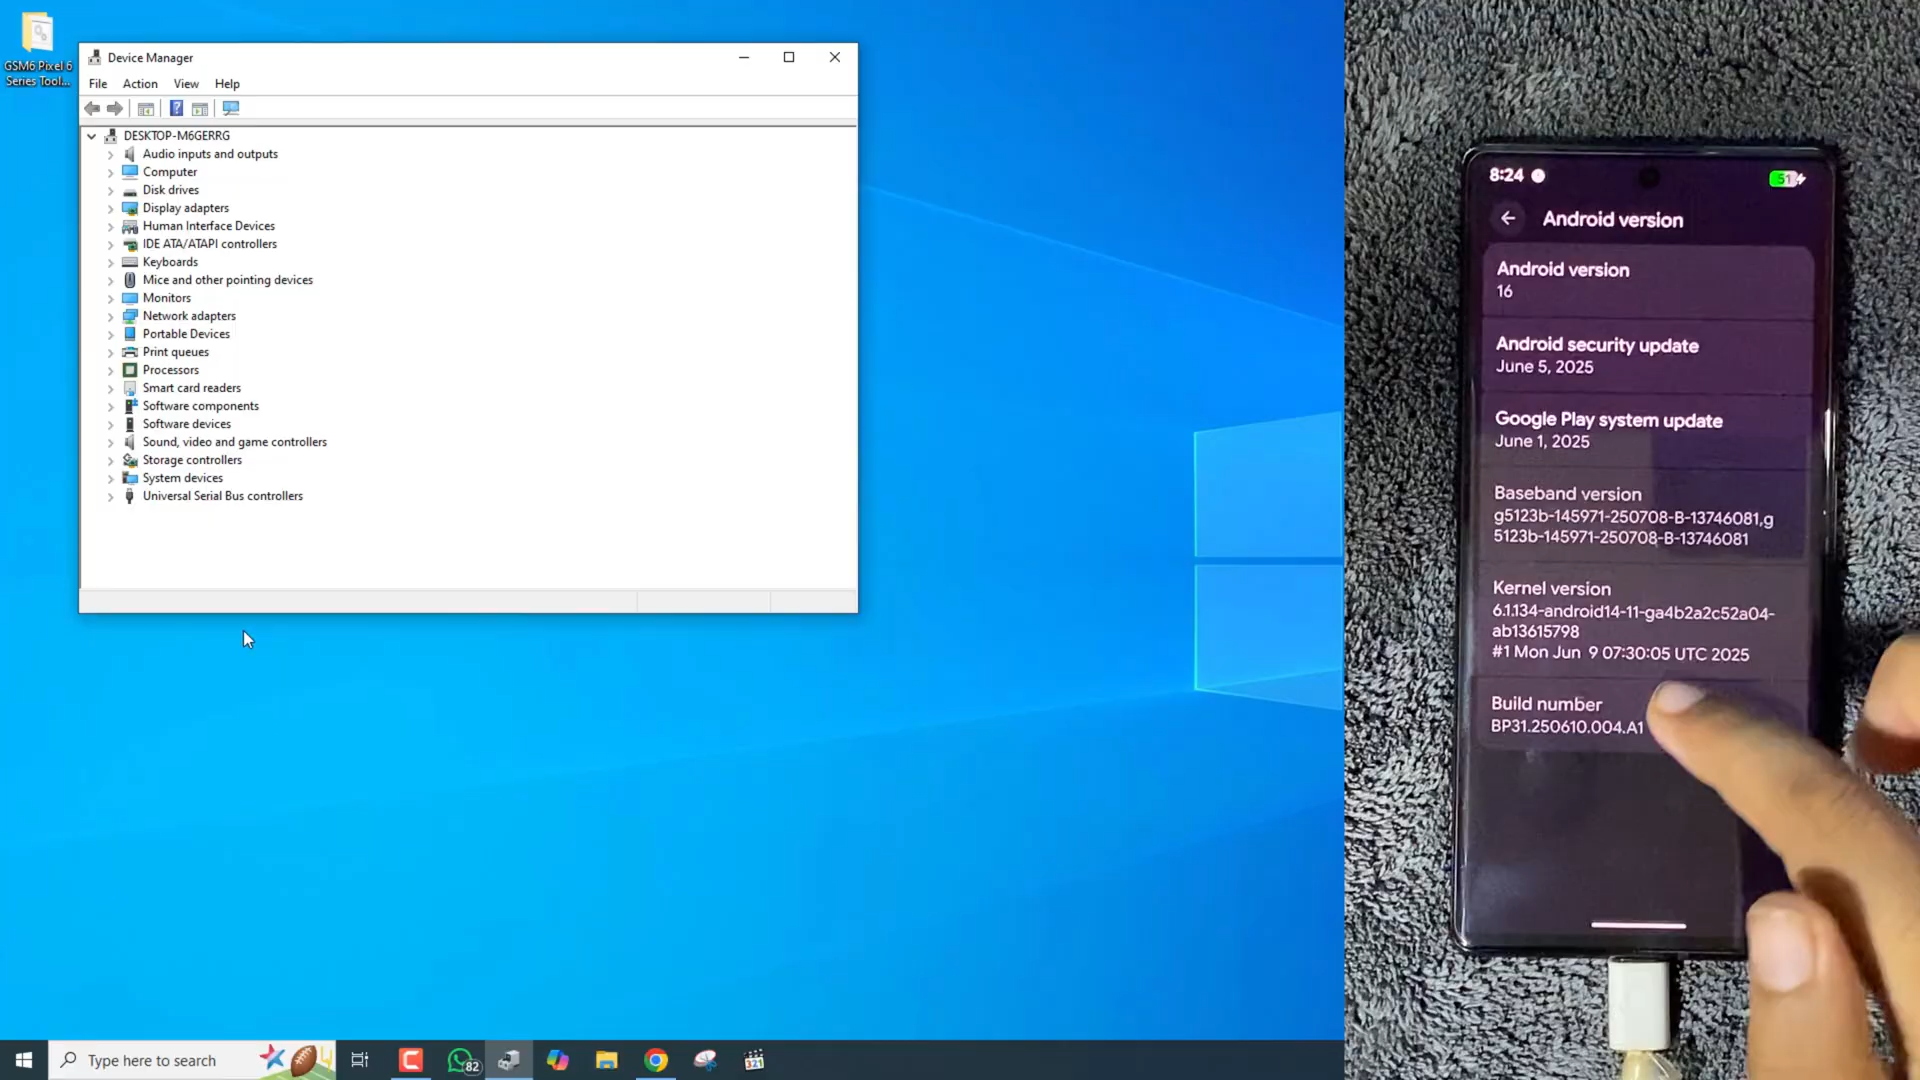 GSM6 Pixel 6
Series Tool...
Device Manager
File Action View Help
DESKTOP-M6GERRG
Audio inputs and outputs
Computer
Disk drives
Display adapters
Human Interface Devices
IDE ATA/ATAPI controllers
Keyboards
Mice and other pointing devices
Monitors
Network adapters
Portable Devices
Print queues
Processors
Smart card readers
Software components
Software devices
Sound, video and game controllers
Storage controllers
System devices
Universal Serial Bus controllers
Type here to search
82
321
8:24
51
Android version
Android version
16
Android security update
June 5, 2025
Google Play system update
June 1, 2025
Baseband version
g5123b-145971-250708-B-13746081,g
5123b-145971-250708-B-13746081
Kernel version
6.1.134-android14-11-ga4b2a2c52a04-
ab13615798
#1 Mon Jun 9 07:30:05 UTC 2025
Build number
BP31.250610.004.A1